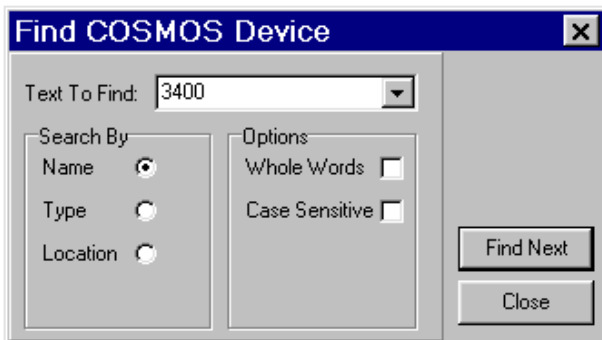 Find COSMOS Device
Text To Find: 3400
Search By
Name
Type
Location
Options
Whole Words
Case Sensitive
Find Next
Close